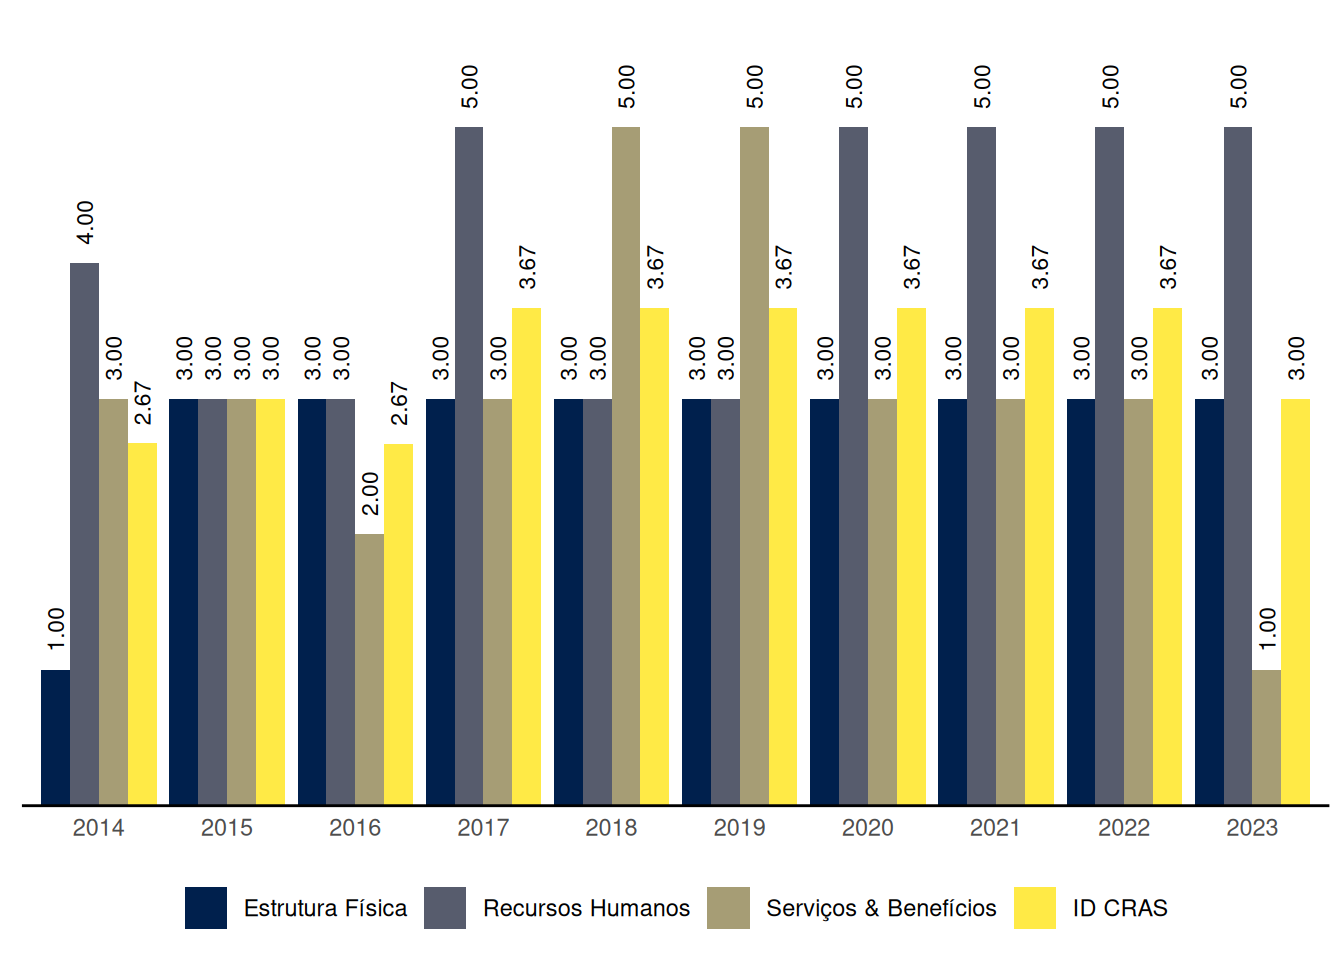 5.00 5.00 5.00 5.00 5.00 5.00 5.00
4.00
3.67 3.67 3.67 3.67 3.67 3.67
3.00 3.00 3.00 3.00 3.00 3.00 3.00 3.00 3.00 3.00 3.00 3.00 3.00 3.00 3.00 3.00 3.00 3.00 3.00 3.00 3.00
2.67 2.67
2.00
1.00 1.00
2014 2015 2016 2017 2018 2019 2020 2021 2022 2023
Estrutura Física Recursos Humanos Serviços & Benefícios ID CRAS